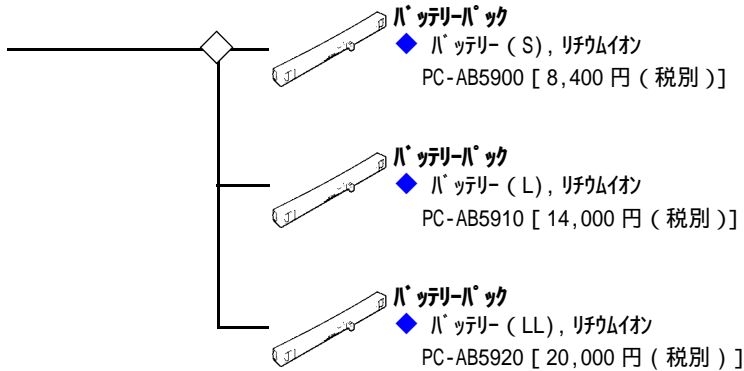 ﾊﾞｯﾃﾘｰﾊﾟｯｸ
◆ ﾊﾞｯﾃﾘｰ ( S ) , ﾘﾁｳﾑｲｵﾝ
PC-AB5900 [ 8,400 円 ( 税別 )]
ﾊﾞｯﾃﾘｰﾊﾟｯｸ
◆ ﾊﾞｯﾃﾘｰ ( L ) , ﾘﾁｳﾑｲｵﾝ
PC-AB5910 [ 14,000 円 ( 税別 )]
ﾊﾞｯﾃﾘｰﾊﾟｯｸ
◆ ﾊﾞｯﾃﾘｰ ( LL ) , ﾘﾁｳﾑｲｵﾝ
PC-AB5920 [ 20,000 円 ( 税別 ) ]